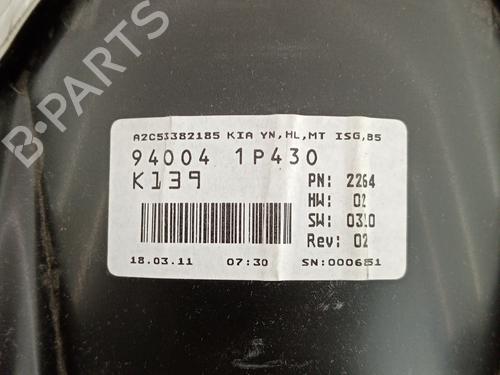 B-PARTS
A2C53382185 KIA YN,HL,MT ISG,85
94004 1P430
K139
PN: 2264
HW: 02
SW: 0310
Rev: 02
18.03.11 07:30 SN:000651